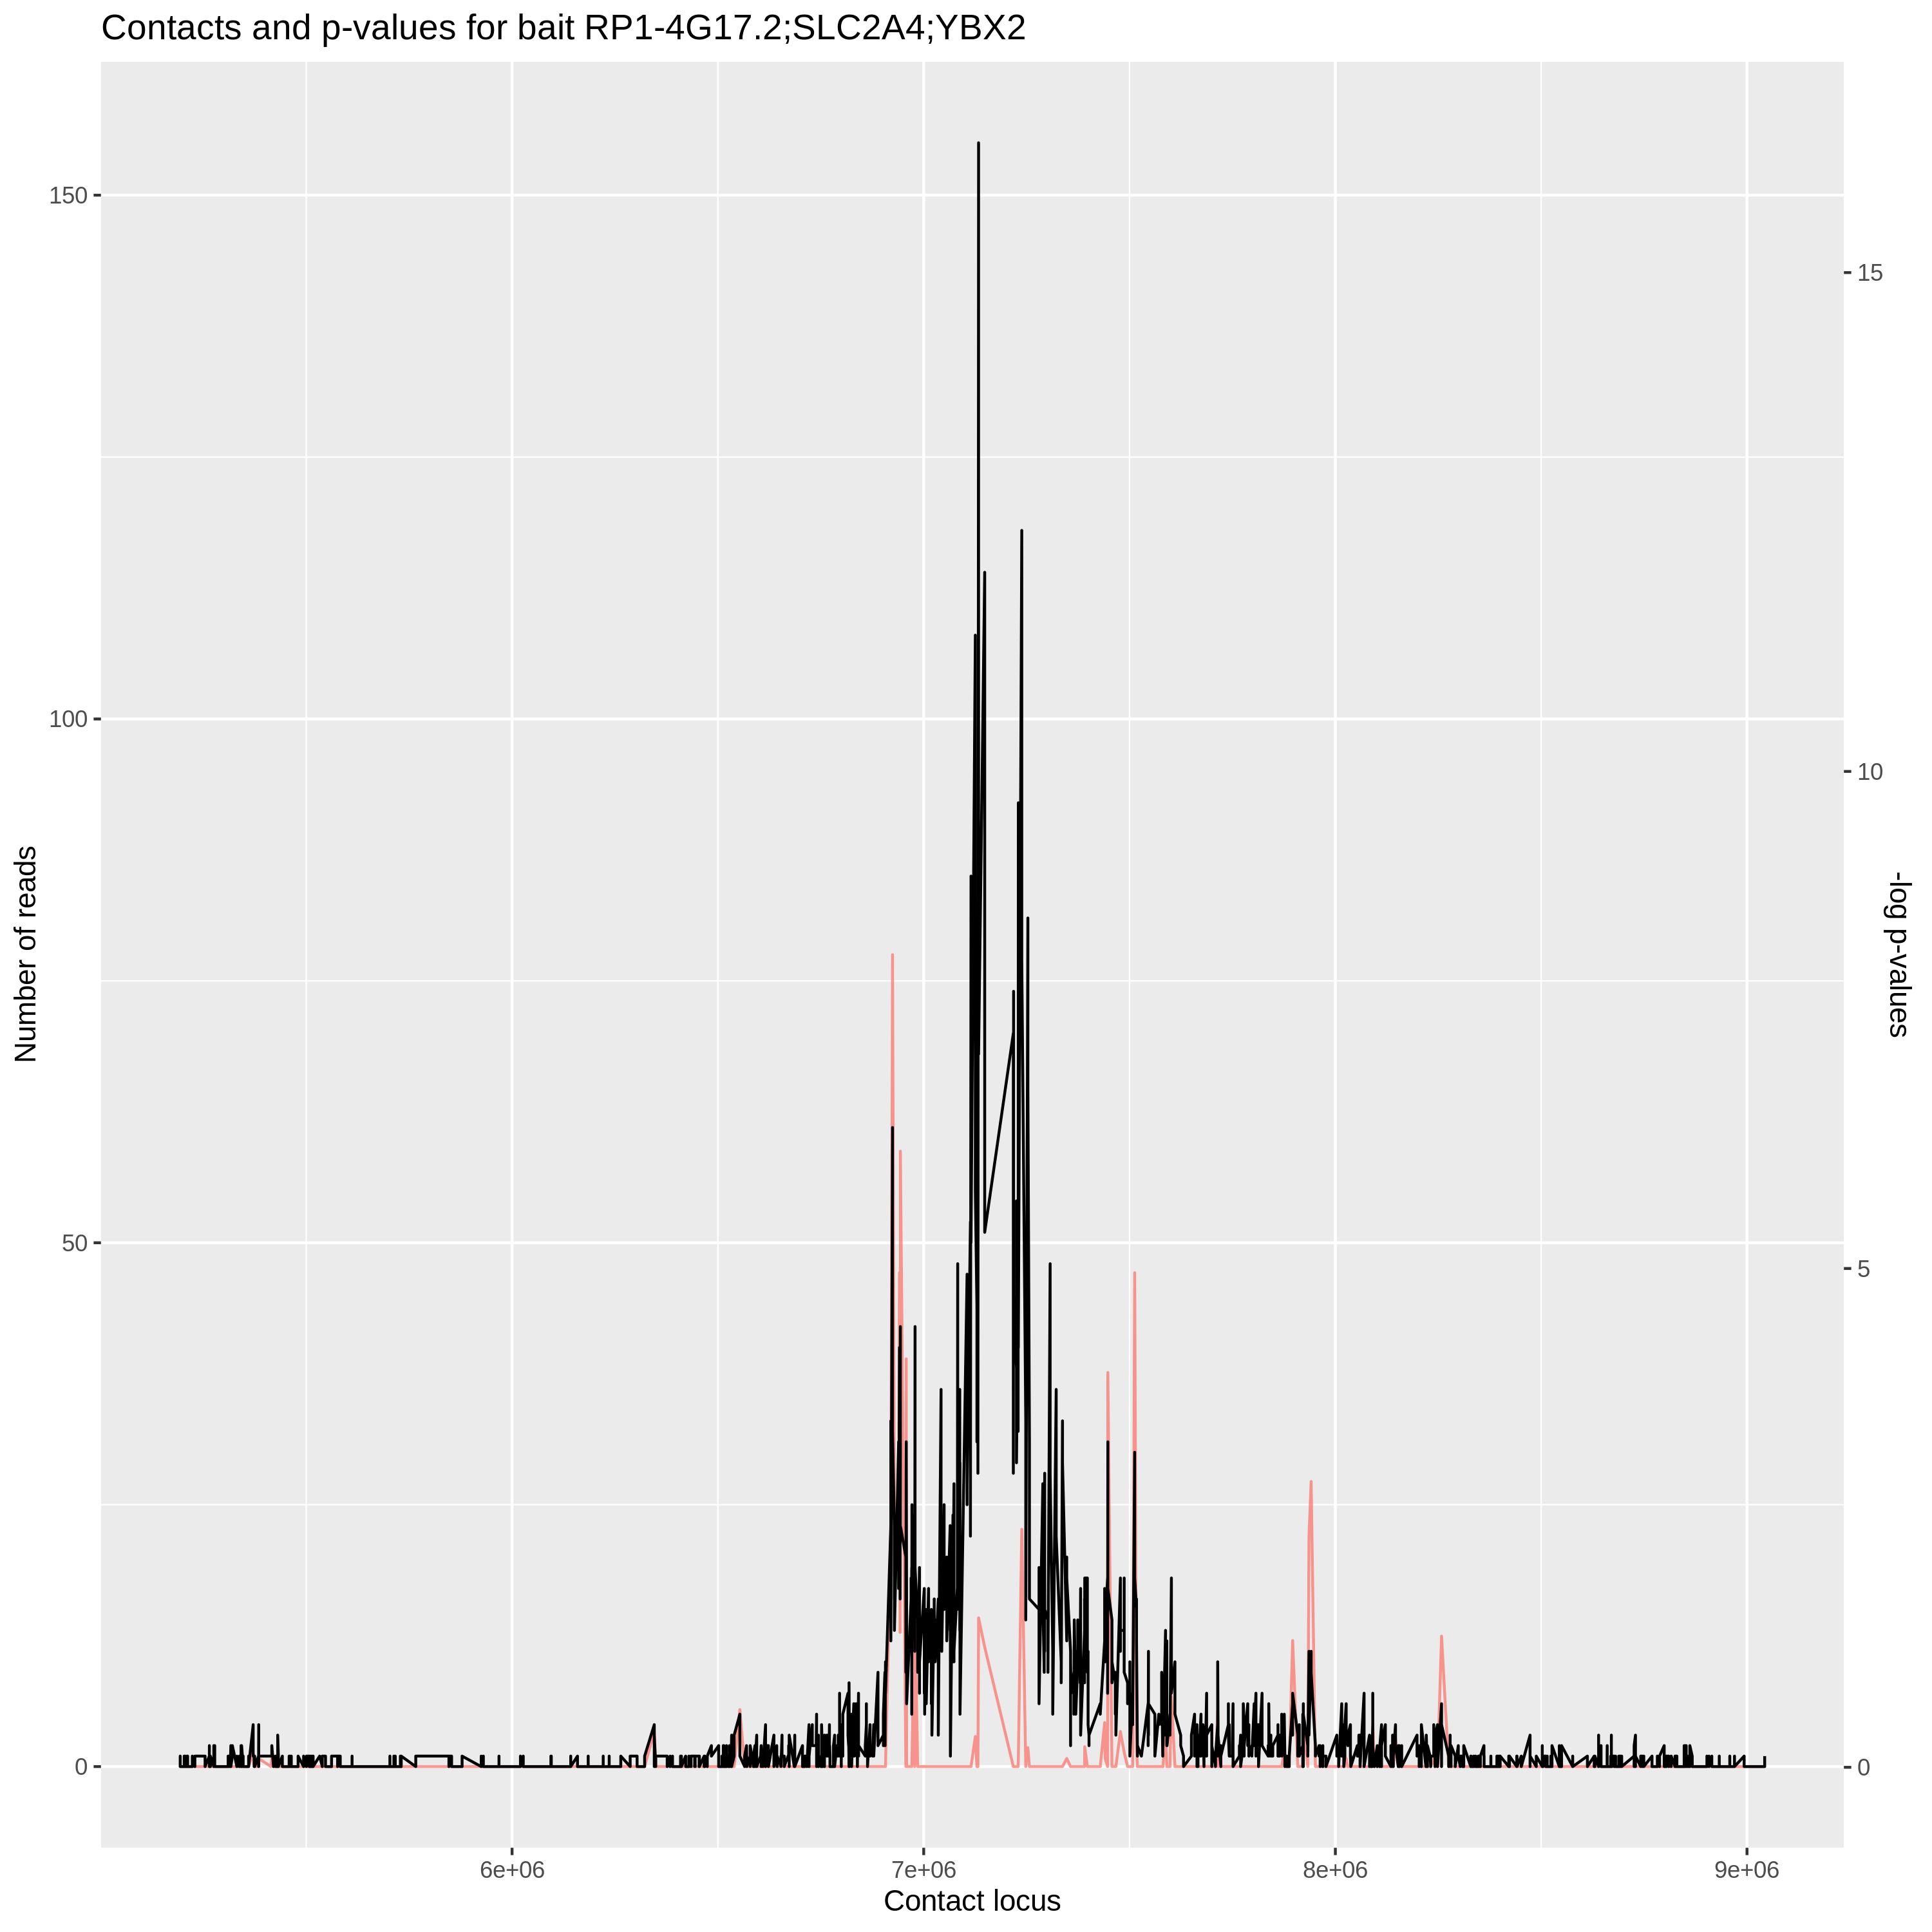 Contacts and p-values for bait RP1-4G17.2;SLC2A4;YBX2
150
100
50
0
Number of reads
15
10
5
0
-log p-values
6e+06
7e+06
8e+06
9e+06
Contact locus